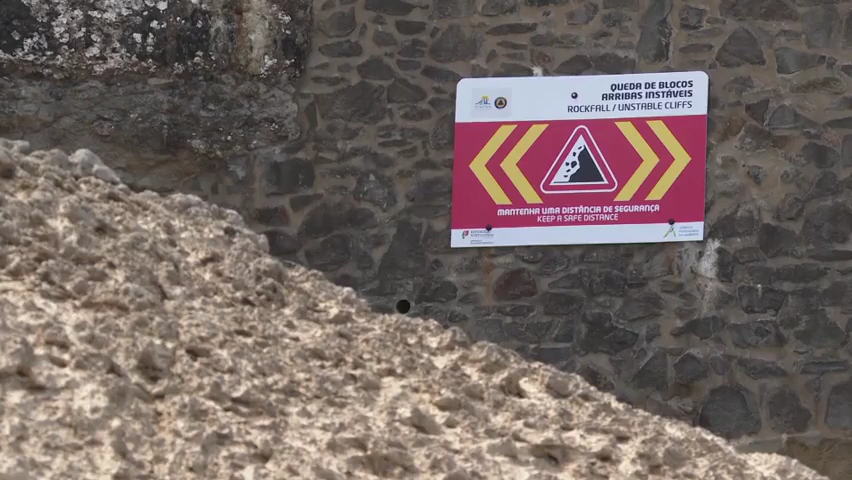 QUEDA DE BLOCOS
ARRIBAS INSTÁVEIS
ROCKFALL / UNSTABLE CLIFFS
MANTENHA UMA DISTÂNCIA DE SEGURANÇA
KEEP A SAFE DISTANCE